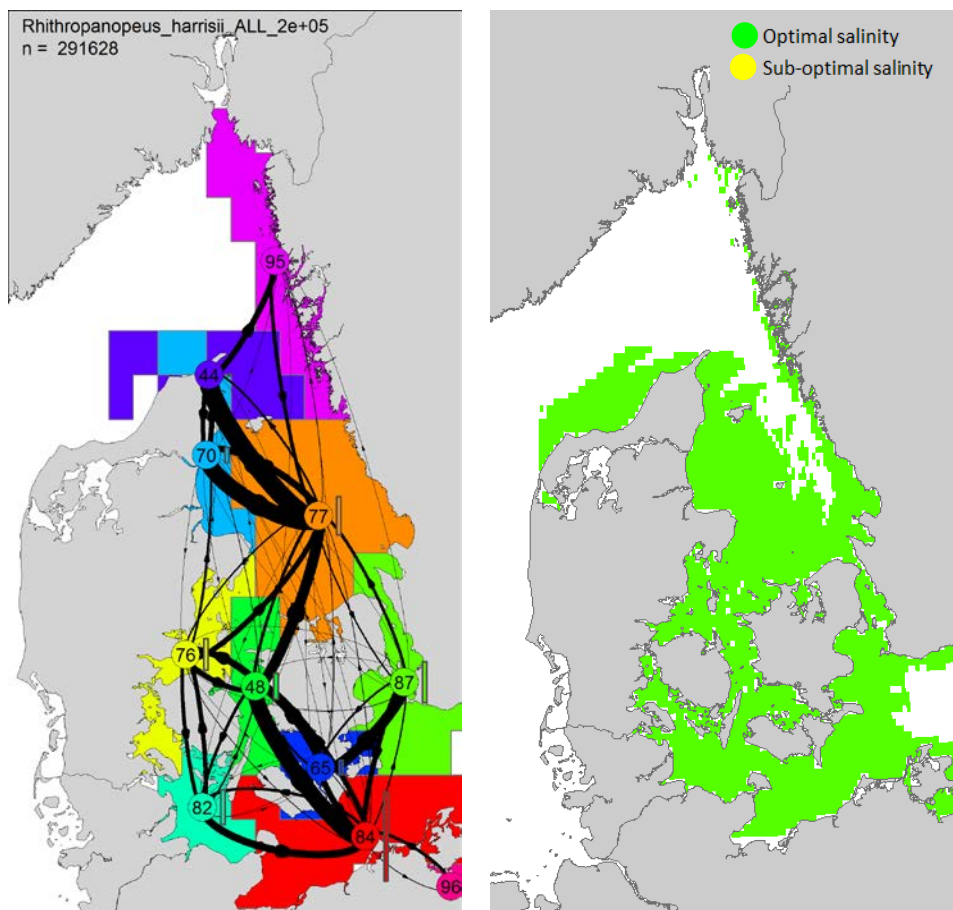 Rhithropanopeus_harrisii_ALL_2e+05
n = 291628
Optimal salinity
Sub-optimal salinity
95
44
70
77
76
48
87
65
82
84
96